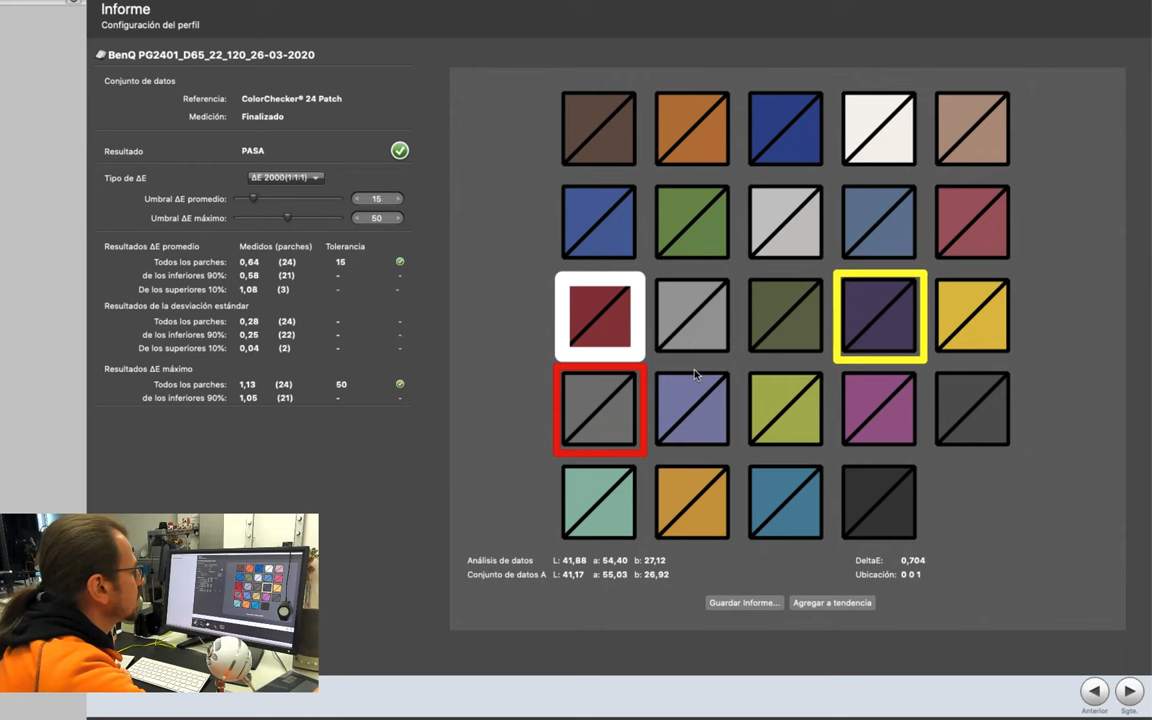 Informe
Configuración del perfil
BenQ PG2401_D65_22_120_26-03-2020
Conjunto de datos
Referencia: ColorChecker® 24 Patch
Medición: Finalizado
Resultado PASA
Tipo de ΔE ΔE 2000(1:1:1)
Umbral ΔE promedio: 15
Umbral ΔE máximo: 50
Resultados ΔE promedio Medidos (parches) Tolerancia
Todos los parches: 0,64 (24) 15
de los inferiores 90%: 0,58 (21) - -
De los superiores 10%: 1,08 (3) - -
Resultados de la desviación estándar
Todos los parches: 0,28 (24) - -
de los inferiores 90%: 0,25 (22) - -
De los superiores 10%: 0,04 (2) - -
Resultados ΔE máximo
Todos los parches: 1,13 (24) 50
de los inferiores 90%: 1,05 (21) - -
Análisis de datos L: 41,88 a: 54,40 b: 27,12 DeltaE: 0,704
Conjunto de datos A L: 41,17 a: 55,03 b: 26,92 Ubicación: 0 0 1
Guardar Informe... Agregar a tendencia
Anterior Sgte.